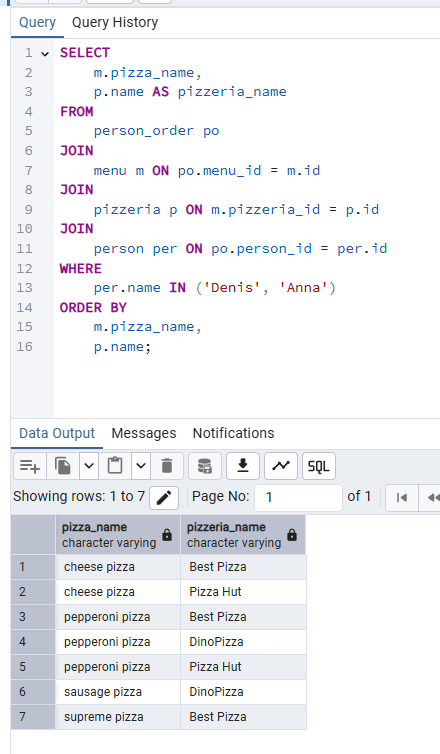 Query Query History
1 SELECT
2 m.pizza_name,
3 p.name AS pizzeria_name
4 FROM
5 person_order po
6 JOIN
7 menu m ON po.menu_id = m.id
8 JOIN
9 pizzeria p ON m.pizzeria_id = p.id
10 JOIN
11 person per ON po.person_id = per.id
12 WHERE
13 per.name IN ('Denis', 'Anna')
14 ORDER BY
15 m.pizza_name,
16 p.name;
Data Output Messages Notifications
SQL
Showing rows: 1 to 7 Page No: 1 of 1
pizza_name pizzeria_name
character varying character varying
1 cheese pizza Best Pizza
2 cheese pizza Pizza Hut
3 pepperoni pizza Best Pizza
4 pepperoni pizza DinoPizza
5 pepperoni pizza Pizza Hut
6 sausage pizza DinoPizza
7 supreme pizza Best Pizza